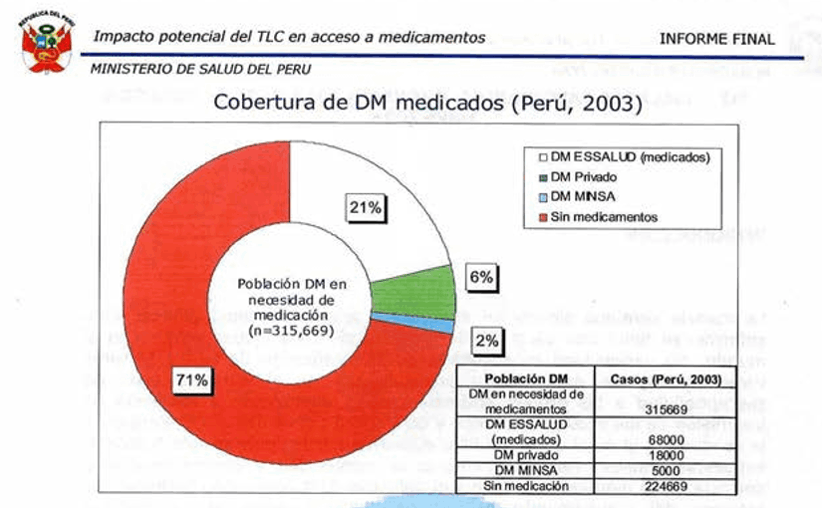 REPUBLICA DEL PERU
Impacto potencial del TLC en acceso a medicamentos INFORME FINAL
MINISTERIO DE SALUD DEL PERU
Cobertura de DM medicados (Perú, 2003)
DM ESSALUD (medicados)
DM Privado
DM MINSA
Sin medicamentos
21%
6%
2%
71%
Población DM en
necesidad de
medicación
(n=315,669)
Población DM Casos (Perú, 2003)
DM en necesidad de
medicamentos 315669
DM ESSALUD
(medicados) 68000
DM privado 18000
DM MINSA 5000
Sin medicación 224669